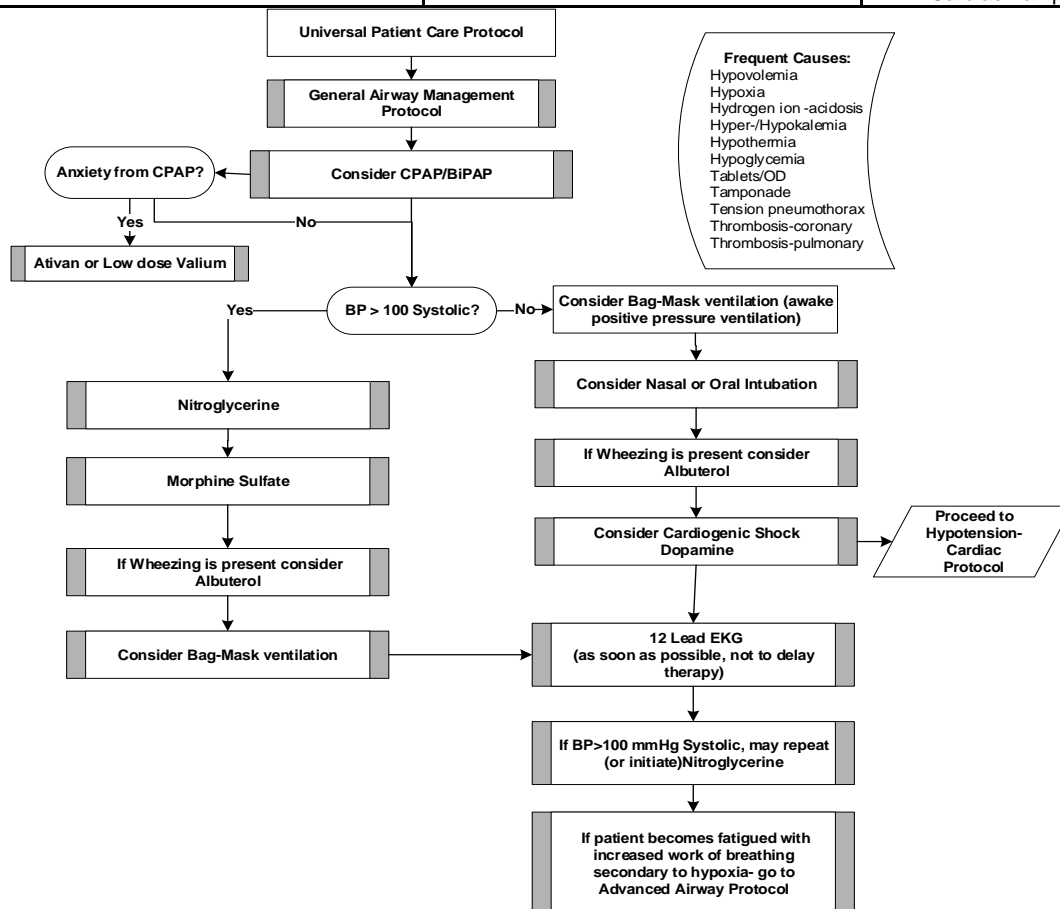 Universal Patient Care Protocol
Frequent Causes:
Hypovolemia
Hypoxia
Hydrogen ion -acidosis
Hyper-/Hypokalemia
Hypothermia
Hypoglycemia
Tablets/OD
Tamponade
Tension pneumothorax
Thrombosis-coronary
Thrombosis-pulmonary
General Airway Management
Protocol
Anxiety from CPAP?
Consider CPAP/BiPAP
Yes
No
Ativan or Low dose Valium
Yes
BP > 100 Systolic?
No
Consider Bag-Mask ventilation (awake
positive pressure ventilation)
Nitroglycerine
Morphine Sulfate
If Wheezing is present consider
Albuterol
Consider Bag-Mask ventilation
Consider Nasal or Oral Intubation
If Wheezing is present consider
Albuterol
Consider Cardiogenic Shock
Dopamine
Proceed to
Hypotension-
Cardiac
Protocol
12 Lead EKG
(as soon as possible, not to delay
therapy)
If BP>100 mmHg Systolic, may repeat
(or initiate)Nitroglycerine
If patient becomes fatigued with
increased work of breathing
secondary to hypoxia- go to
Advanced Airway Protocol